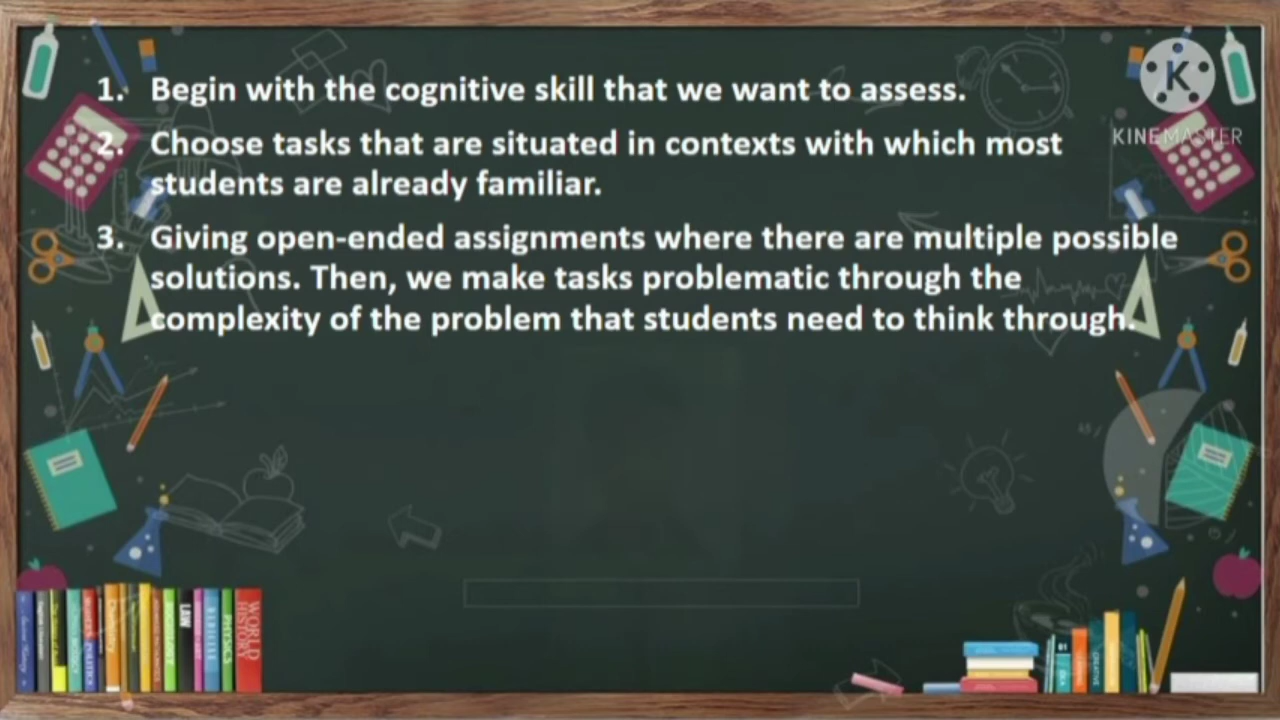 1. Begin with the cognitive skill that we want to assess.
K
KINEMASTER
2. Choose tasks that are situated in contexts with which most
students are already familiar.
3. Giving open-ended assignments where there are multiple possible
solutions. Then, we make tasks problematic through the
complexity of the problem that students need to think through.
LAW
PHYSICS
WORLD
HISTORY